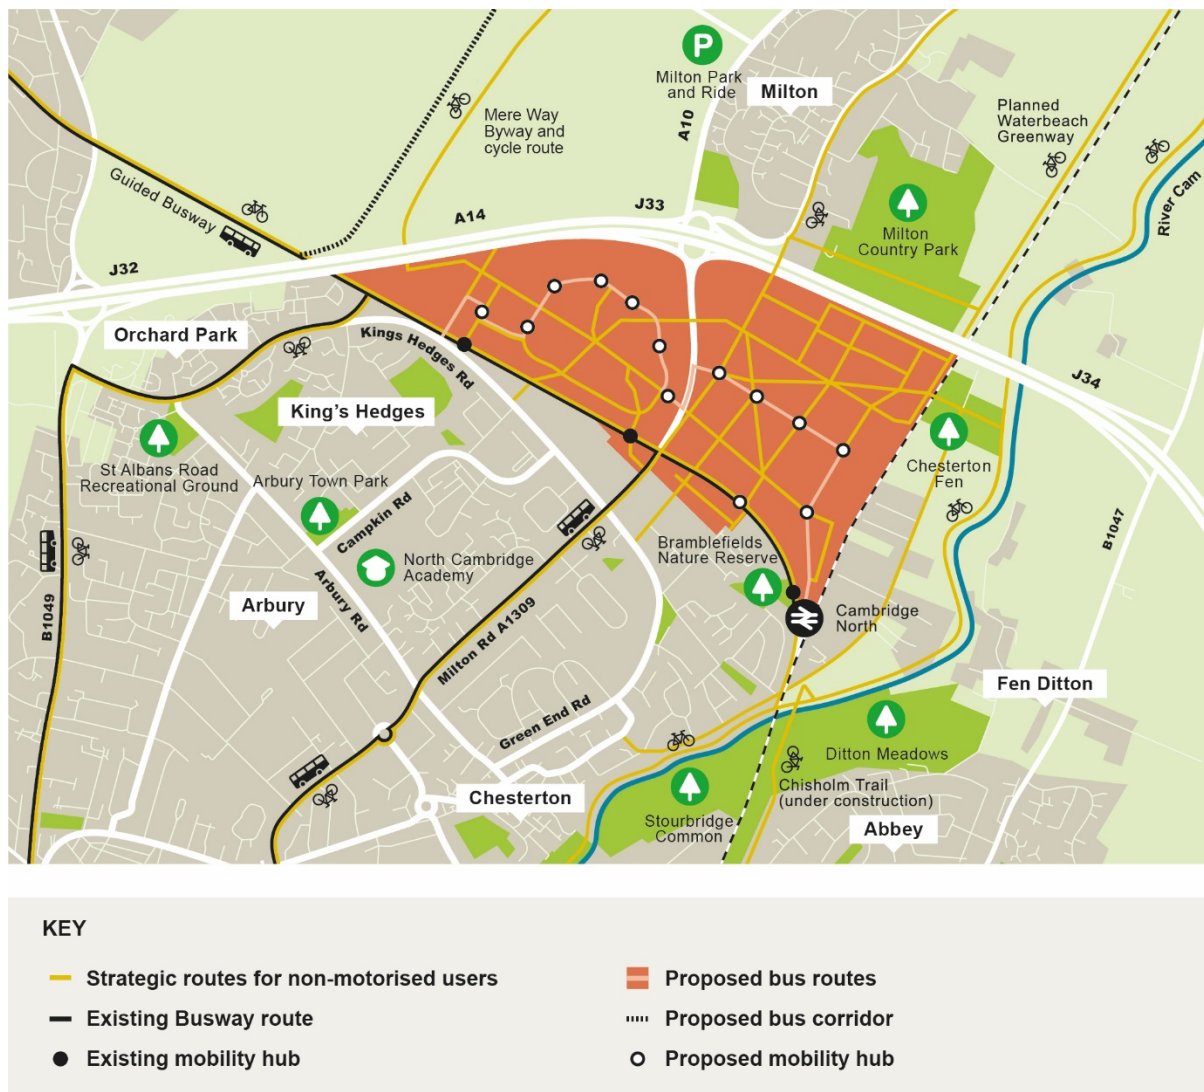 P
Milton Park
and Ride
Milton
A10
Planned
Waterbeach
Greenway
Mere Way
Byway and
cycle route
River Cam
Guided Busway
A14
J33
J32
Milton
Country Park
Orchard Park
Kings Hedges Rd
J34
King's Hedges
St Albans Road
Recreational Ground
Arbury Town Park
Chesterton
Fen
Campkin Rd
B1047
North Cambridge
Academy
Bramblefields
Nature Reserve
Arbury
Arbury Rd
B1049
Milton Rd A1309
Cambridge
North
Fen Ditton
Green End Rd
Ditton Meadows
Chesterton
Chisholm Trail
(under construction)
Stourbridge
Common
Abbey
KEY
Strategic routes for non-motorised users
Existing Busway route
Existing mobility hub
Proposed bus routes
Proposed bus corridor
Proposed mobility hub